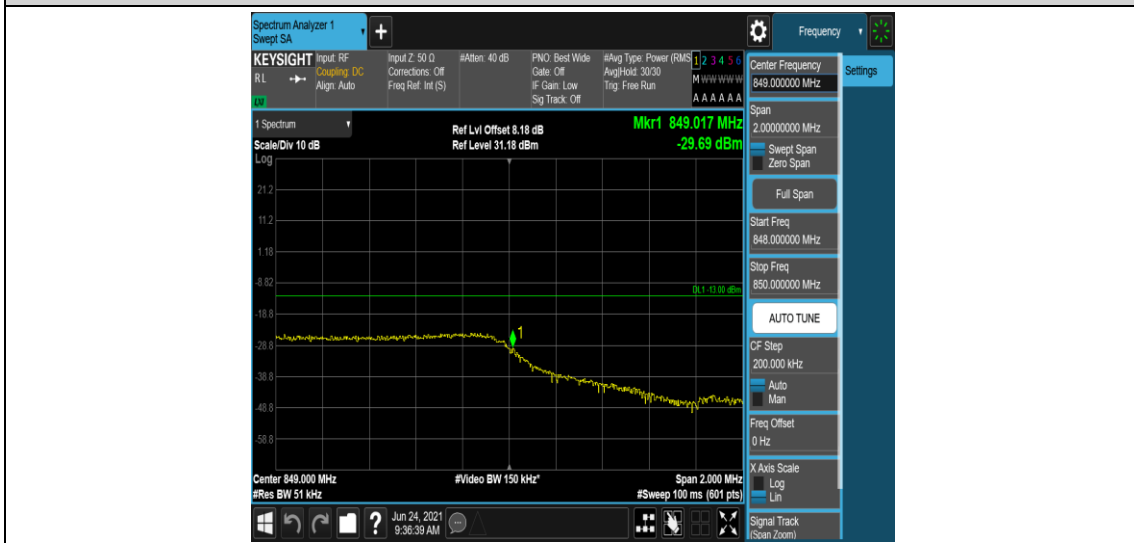 Spectrum Analyzer 1
Swept SA
Frequency
KEYSIGHT
Input: RF
Input Z: 50 Ω
#Atten: 40 dB
PNO: Best Wide
#Avg Type: Power (RMS
1 2 3 4 5 6
RL
Coupling: DC
Corrections: Off
Gate: Off
Avg|Hold: 30/30
M W W W W W
Align: Auto
Freq Ref: Int (S)
IF Gain: Low
Trig: Free Run
Sig Track: Off
A A A A A A
1 Spectrum
Ref Lvl Offset 8.18 dB
Mkr1 849.017 MHz
Scale/Div 10 dB
Ref Level 31.18 dBm
-29.69 dBm
Log
21.2
11.2
1.18
-8.82
DL1 -13.00 dBm
-18.8
1
-28.8
-38.8
-48.8
-58.8
Center 849.000 MHz
#Video BW 150 kHz*
Span 2.000 MHz
#Res BW 51 kHz
#Sweep 100 ms (601 pts)
?
Jun 24, 2021
9:36:39 AM
Center Frequency
849.000000 MHz
Settings
Span
2.00000000 MHz
Swept Span
Zero Span
Full Span
Start Freq
848.000000 MHz
Stop Freq
850.000000 MHz
AUTO TUNE
CF Step
200.000 kHz
Auto
Man
Freq Offset
0 Hz
X Axis Scale
Log
Lin
Signal Track
(Span Zoom)